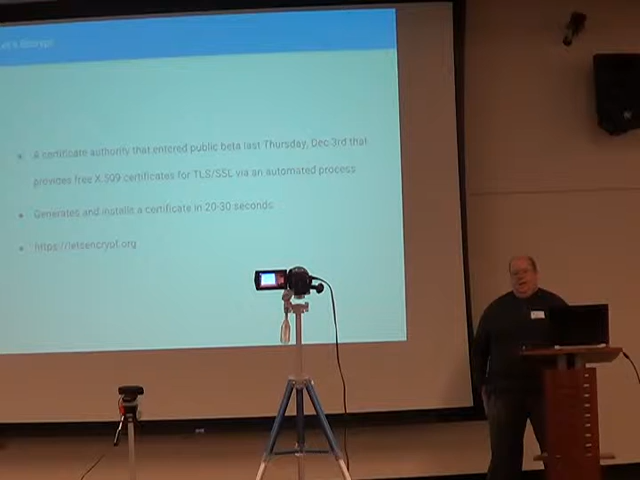 Let's Encrypt
A certificate authority that entered public beta last Thursday, Dec 3rd that
provides free X.509 certificates for TLS/SSL via an automated process
Generates and installs a certificate in 20-30 seconds
https://letsencrypt.org